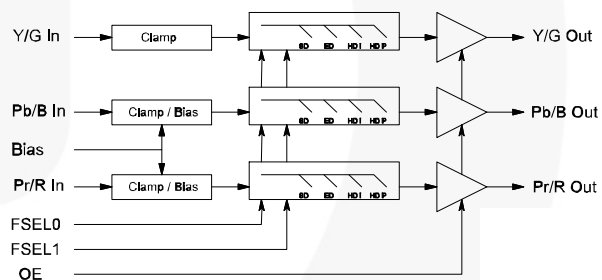 Y/G In Clamp SD ED HDI HDP Y/G Out
Pb/B In Clamp / Bias SD ED HDI HDP Pb/B Out
Bias
Pr/R In Clamp / Bias SD ED HDI HDP Pr/R Out
FSEL0
FSEL1
OE